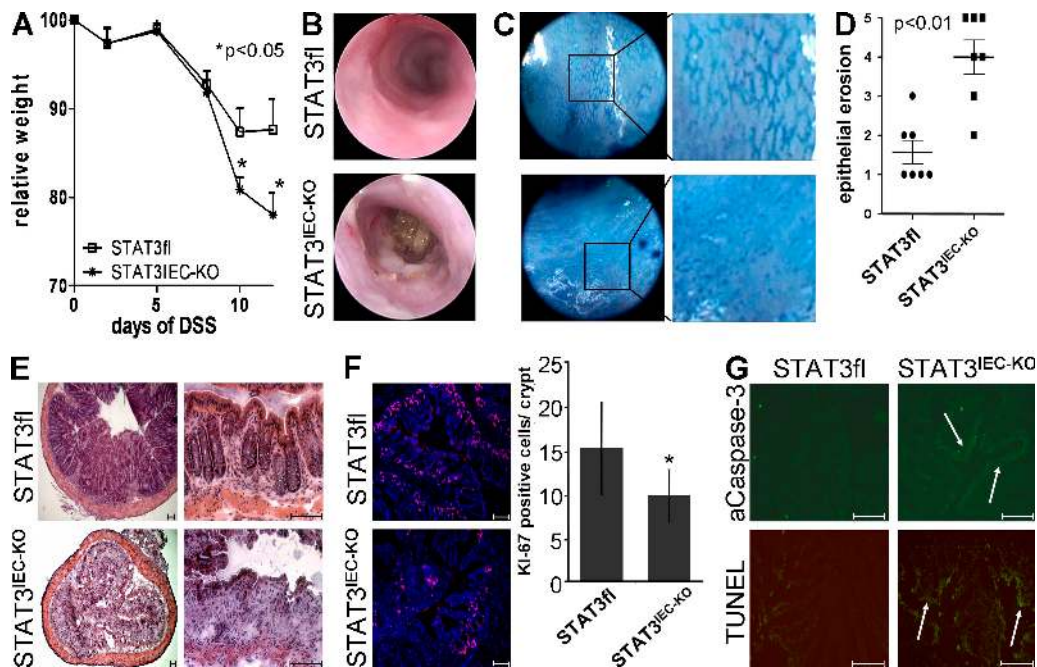 A
100
90
80
70
relative weight
*p<0.05
*
*
STAT3fl
STAT3IEC-KO
0
5
10
days of DSS
B
STAT3fl
STAT3IEC-KO
C
D
p<0.01
5
4
3
2
1
0
epithelial erosion
STAT3fl
STAT3IEC-KO
E
STAT3fl
STAT3IEC-KO
F
STAT3fl
STAT3IEC-KO
25
20
15
10
5
0
KI-67 positive cells/ crypt
*
STAT3fl
STAT3IEC-KO
G
STAT3fl
STAT3IEC-KO
aCaspase-3
TUNEL